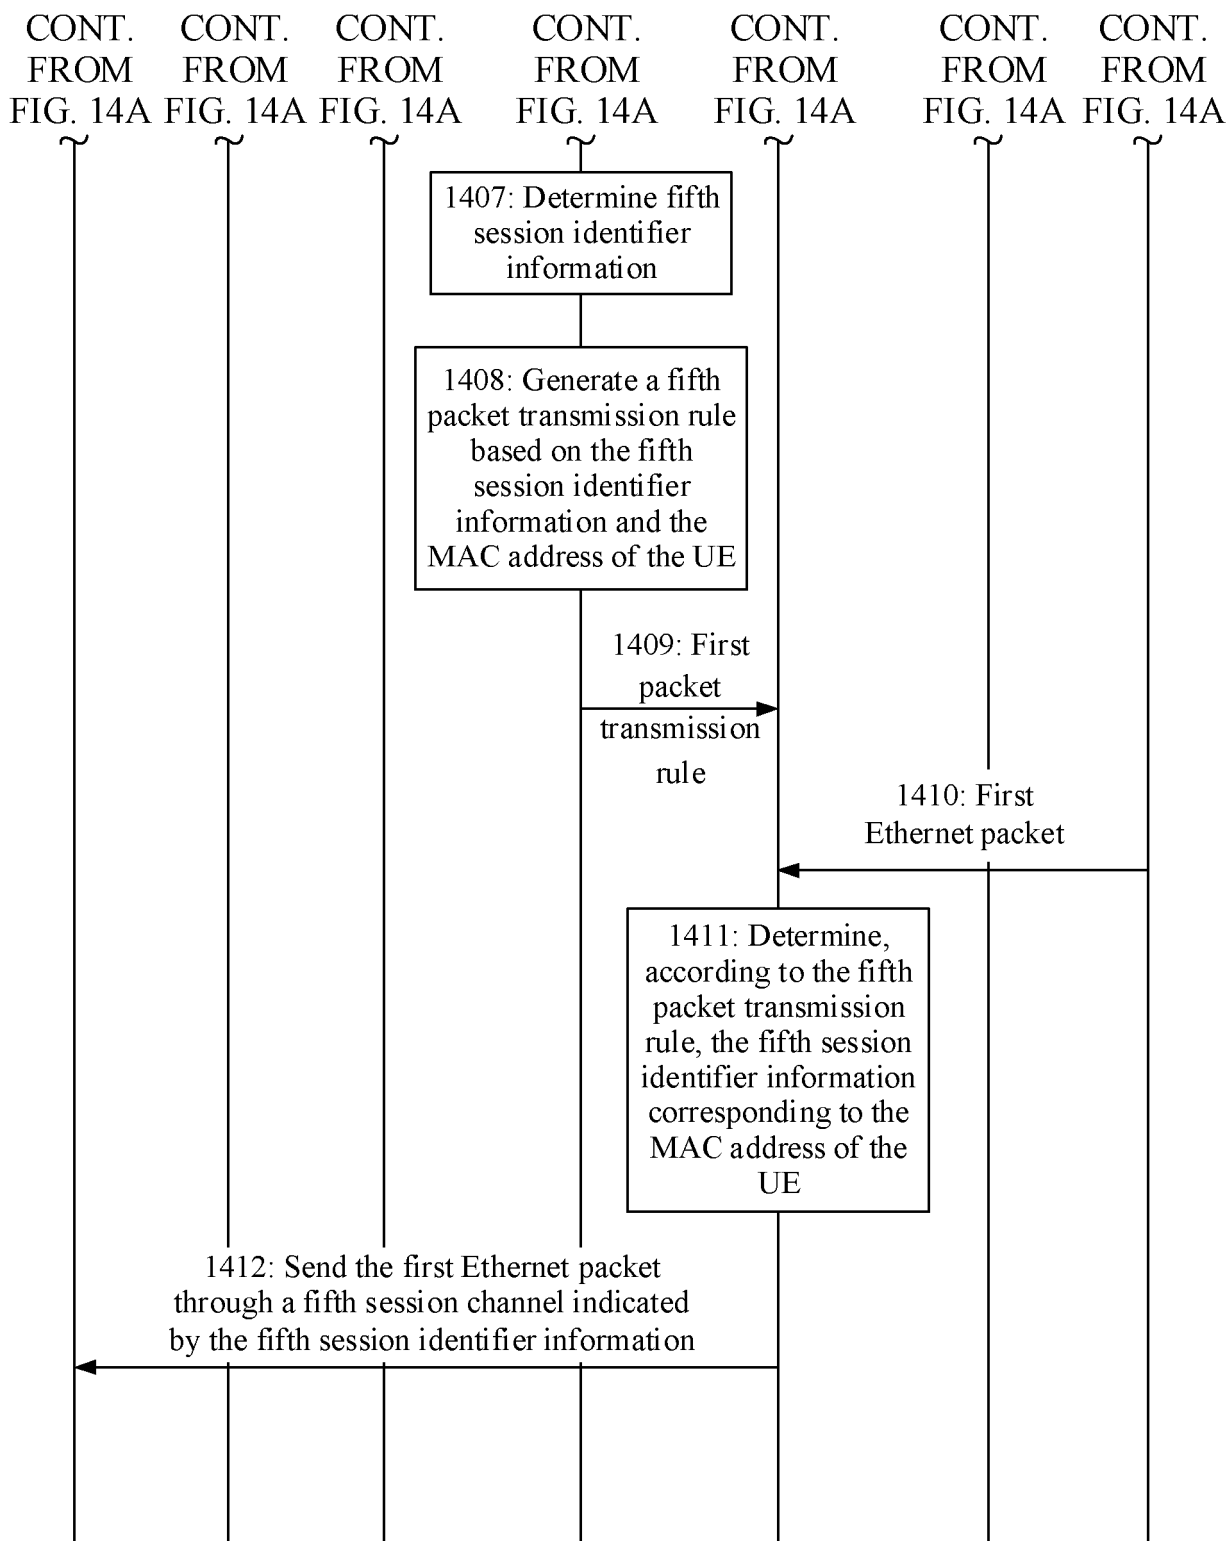 CONT. CONT. CONT. CONT. CONT. CONT. CONT.
FROM FROM FROM FROM FROM FROM FROM
FIG. 14A FIG. 14A FIG. 14A FIG. 14A FIG. 14A FIG. 14A FIG. 14A
1407: Determine fifth
session identifier
information
1408: Generate a fifth
packet transmission rule
based on the fifth
session identifier
information and the
MAC address of the UE
1409: First
packet
transmission
rule
1410: First
Ethernet packet
1411: Determine,
according to the fifth
packet transmission
rule, the fifth session
identifier information
corresponding to the
MAC address of the
UE
1412: Send the first Ethernet packet
through a fifth session channel indicated
by the fifth session identifier information